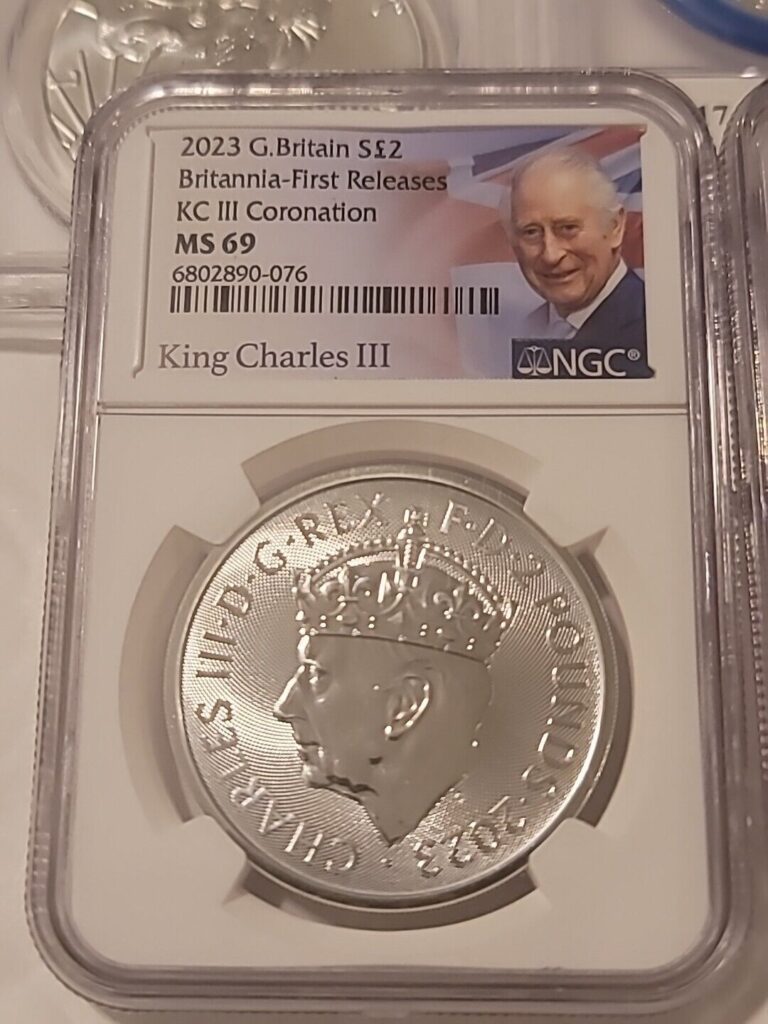 2023 G.Britain S£2
Britannia-First Releases
KC III Coronation
MS 69
6802890-076
King Charles III
NGC®
CHARLES III·D·G·REX F·D·2 POUNDS·2023·
17